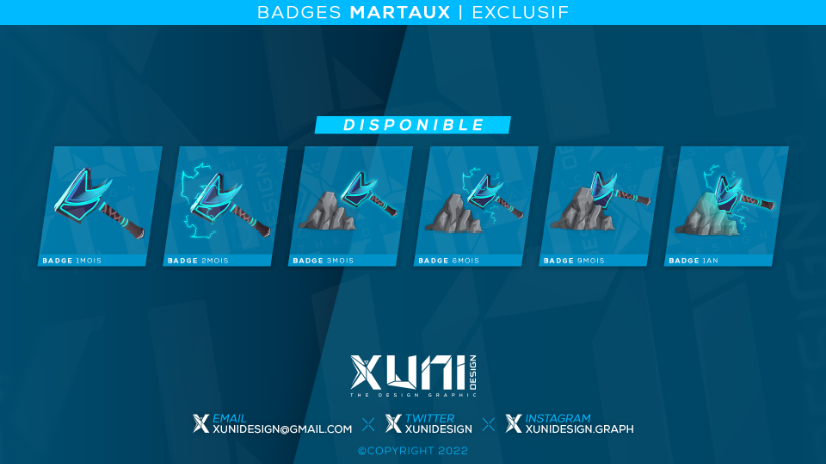 BADGES MARTAUX | EXCLUSIF
DISPONIBLE
BADGE 1MOIS
BADGE 2MOIS
BADGE 3MOIS
BADGE 6MOIS
BADGE 9MOIS
BADGE 1AN
XUNI DESIGN
THE DESIGN GRAPHIC
EMAIL
XUNIDESIGN@GMAIL.COM
TWITTER
XUNIDESIGN
INSTAGRAM
XUNIDESIGN.GRAPH
©COPYRIGHT 2022